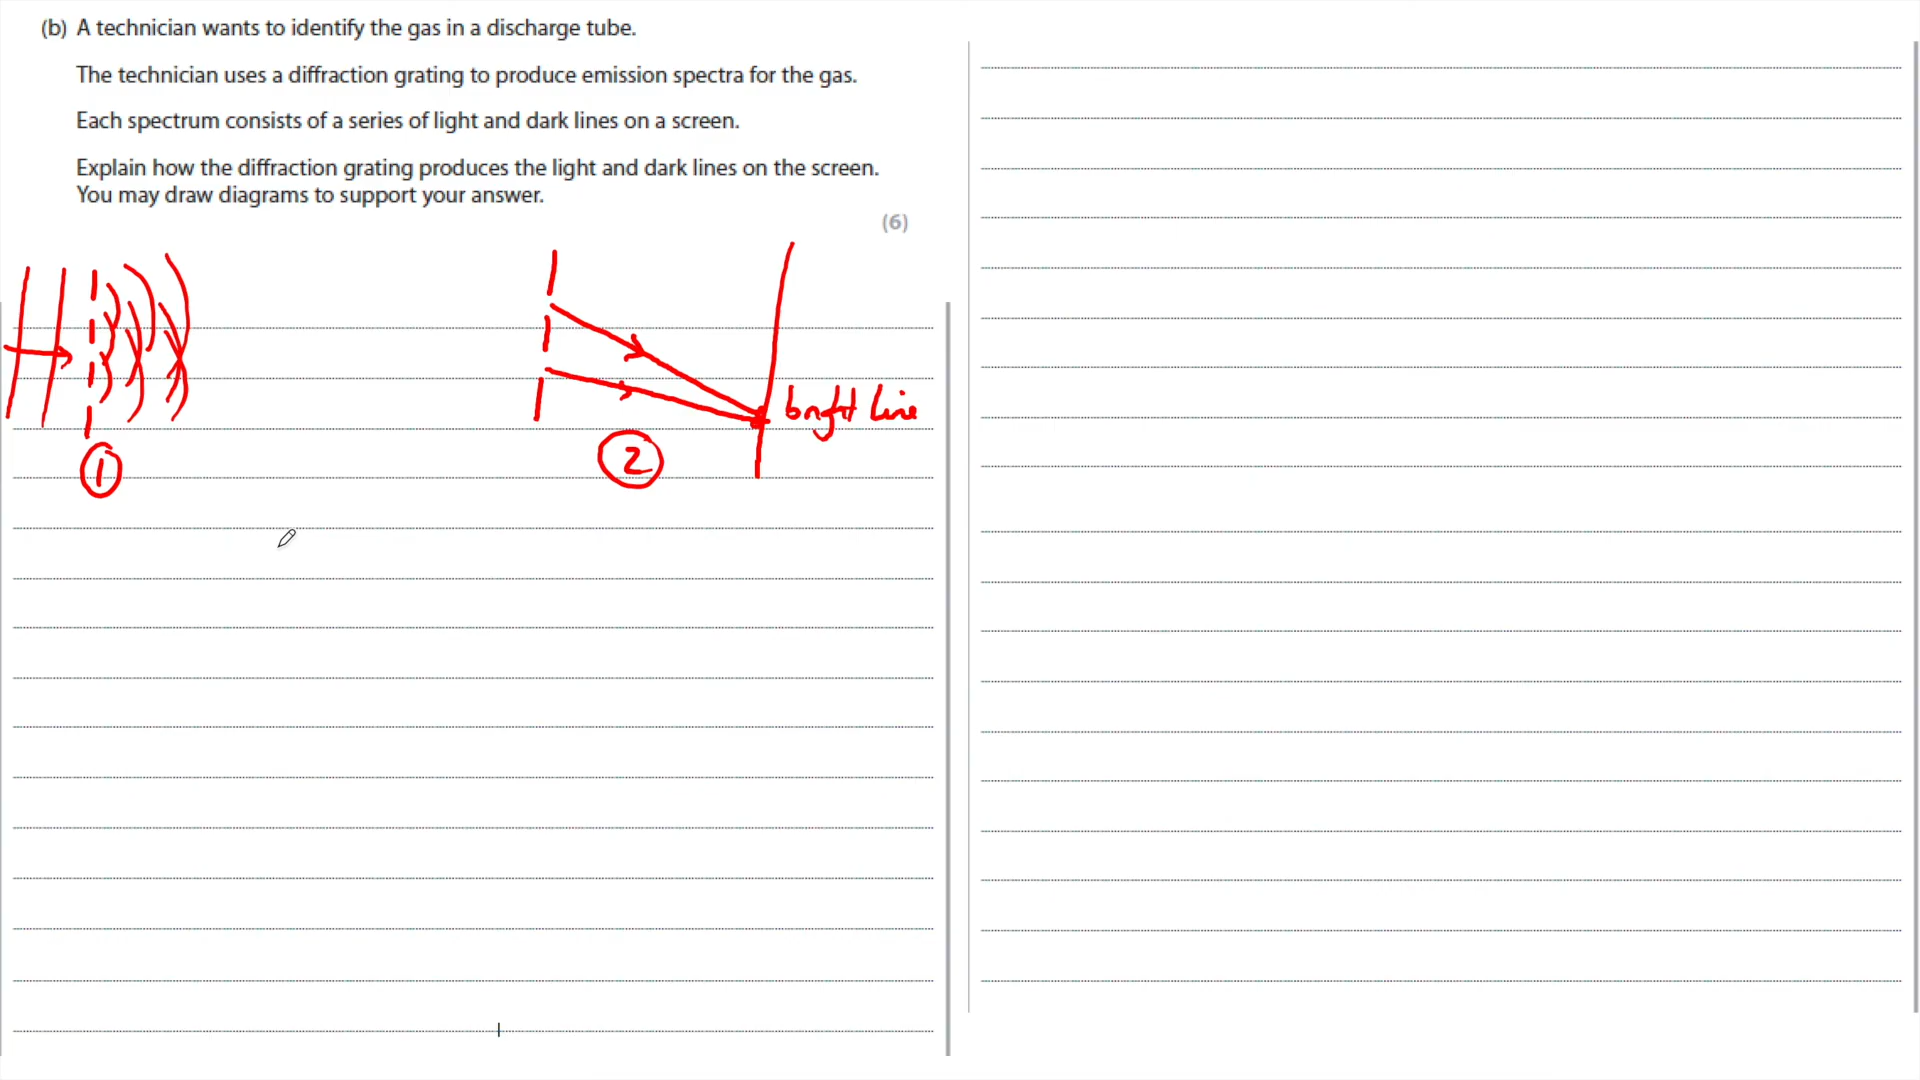 (b) A technician wants to identify the gas in a discharge tube.
The technician uses a diffraction grating to produce emission spectra for the gas.
Each spectrum consists of a series of light and dark lines on a screen.
Explain how the diffraction grating produces the light and dark lines on the screen.
You may draw diagrams to support your answer.
(6)
bright line
1
2